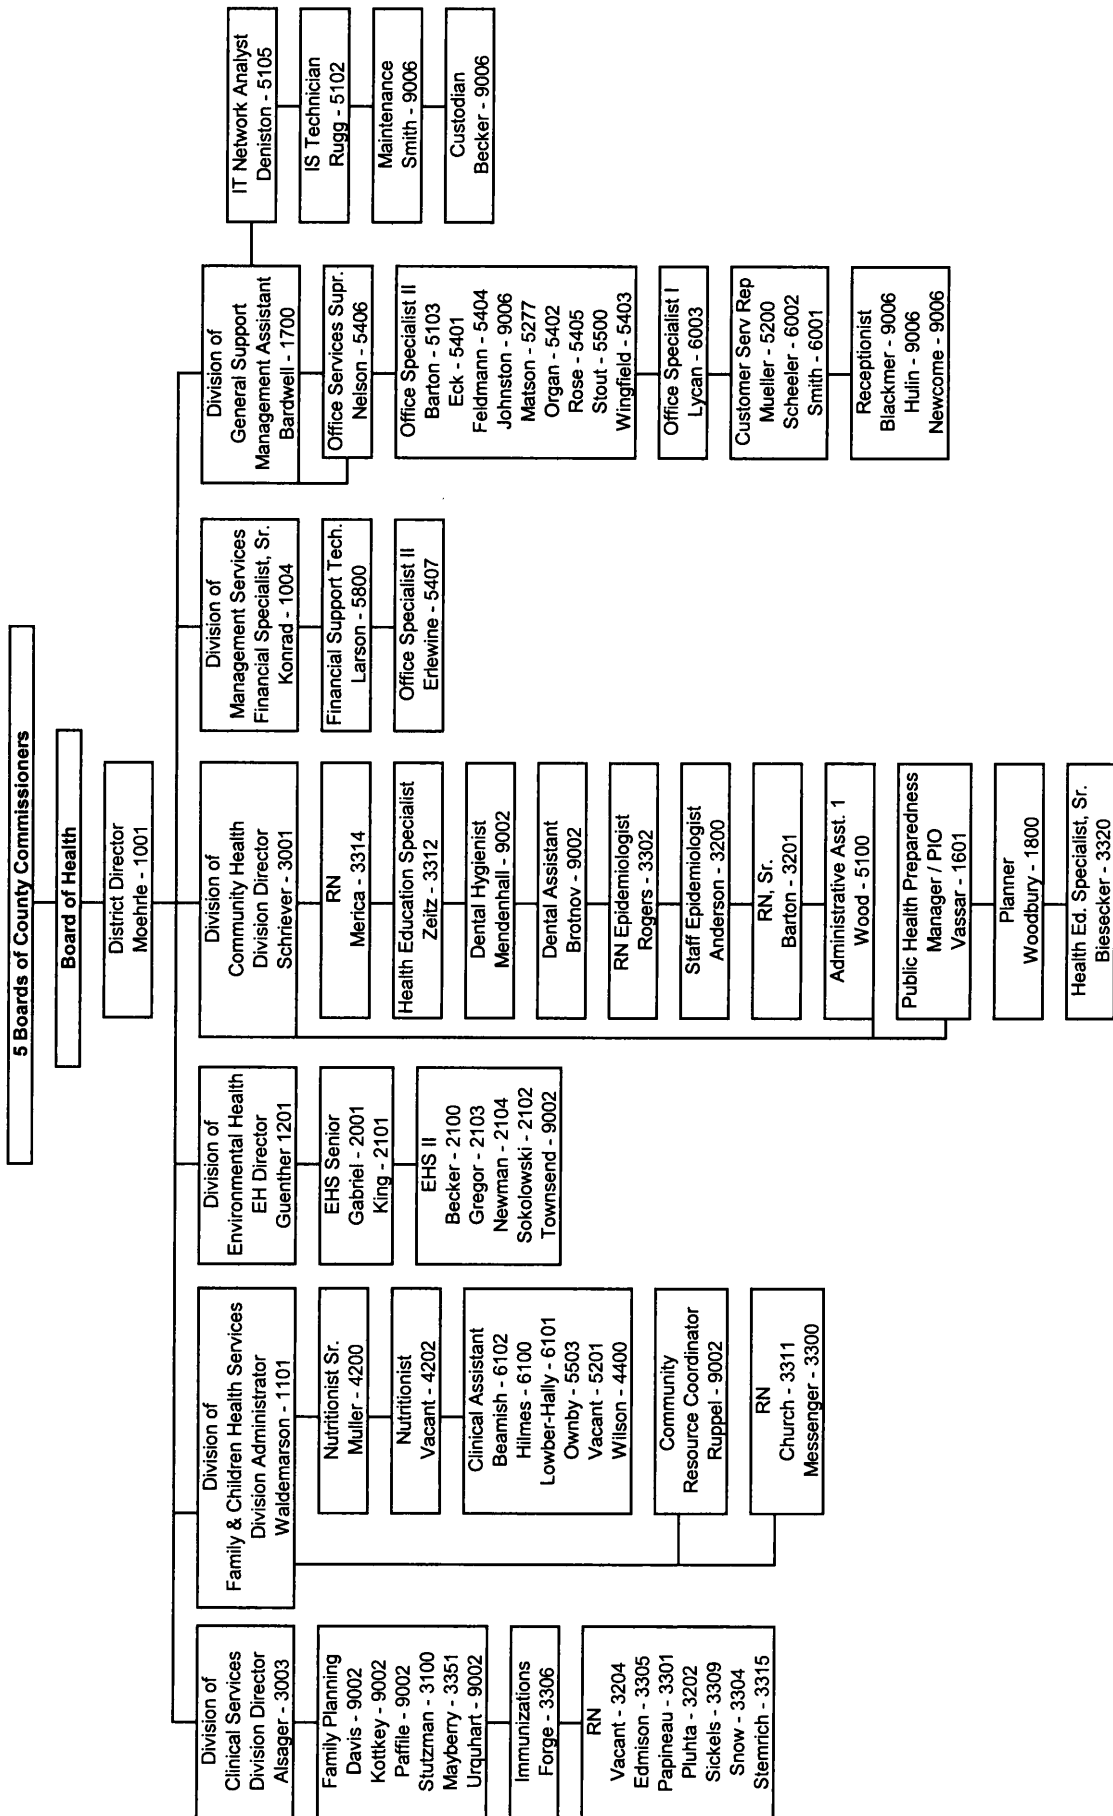 5 Boards of County Commissioners
Board of Health
District Director
Moehrle - 1001
Division of
Clinical Services
Division Director
Alsager - 3003
Family Planning
Davis - 9002
Kottkey - 9002
Paffile - 9002
Stutzman - 3100
Mayberry - 3351
Urquhart - 9002
Immunizations
Forge - 3306
RN
Vacant - 3204
Edmison - 3305
Papineau - 3301
Pluhta - 3202
Sickels - 3309
Snow - 3304
Stemrich - 3315
Division of
Family & Children Health Services
Division Administrator
Waldemarson - 1101
Nutritionist Sr.
Muller - 4200
Nutritionist
Vacant - 4202
Clinical Assistant
Beamish - 6102
Hilmes - 6100
Lowber-Hally - 6101
Ownby - 5503
Vacant - 5201
Wilson - 4400
Community
Resource Coordinator
Ruppel - 9002
RN
Church - 3311
Messenger - 3300
Division of
Environmental Health
EH Director
Guenther 1201
EHS Senior
Gabriel - 2001
King - 2101
EHS II
Becker - 2100
Gregor - 2103
Newman - 2104
Sokolowski - 2102
Townsend - 9002
Division of
Community Health
Division Director
Schriever - 3001
RN
Merica - 3314
Health Education Specialist
Zeitz - 3312
Dental Hygienist
Mendenhall - 9002
Dental Assistant
Brotnov - 9002
RN Epidemiologist
Rogers - 3302
Staff Epidemiologist
Anderson - 3200
RN, Sr.
Barton - 3201
Administrative Asst. 1
Wood - 5100
Public Health Preparedness
Manager / PIO
Vassar - 1601
Planner
Woodbury - 1800
Health Ed. Specialist, Sr.
Biesecker - 3320
Division of
Management Services
Financial Specialist, Sr.
Konrad - 1004
Financial Support Tech.
Larson - 5800
Office Specialist II
Erlewine - 5407
Division of
General Support
Management Assistant
Bardwell - 1700
Office Services Supr.
Nelson - 5406
Office Specialist II
Barton - 5103
Eck - 5401
Feldmann - 5404
Johnston - 9006
Matson - 5277
Organ - 5402
Rose - 5405
Stout - 5500
Wingfield - 5403
Office Specialist I
Lycan - 6003
Customer Serv Rep
Mueller - 5200
Scheeler - 6002
Smith - 6001
Receptionist
Blackmer - 9006
Hulin - 9006
Newcome - 9006
IT Network Analyst
Deniston - 5105
IS Technician
Rugg - 5102
Maintenance
Smith - 9006
Custodian
Becker - 9006